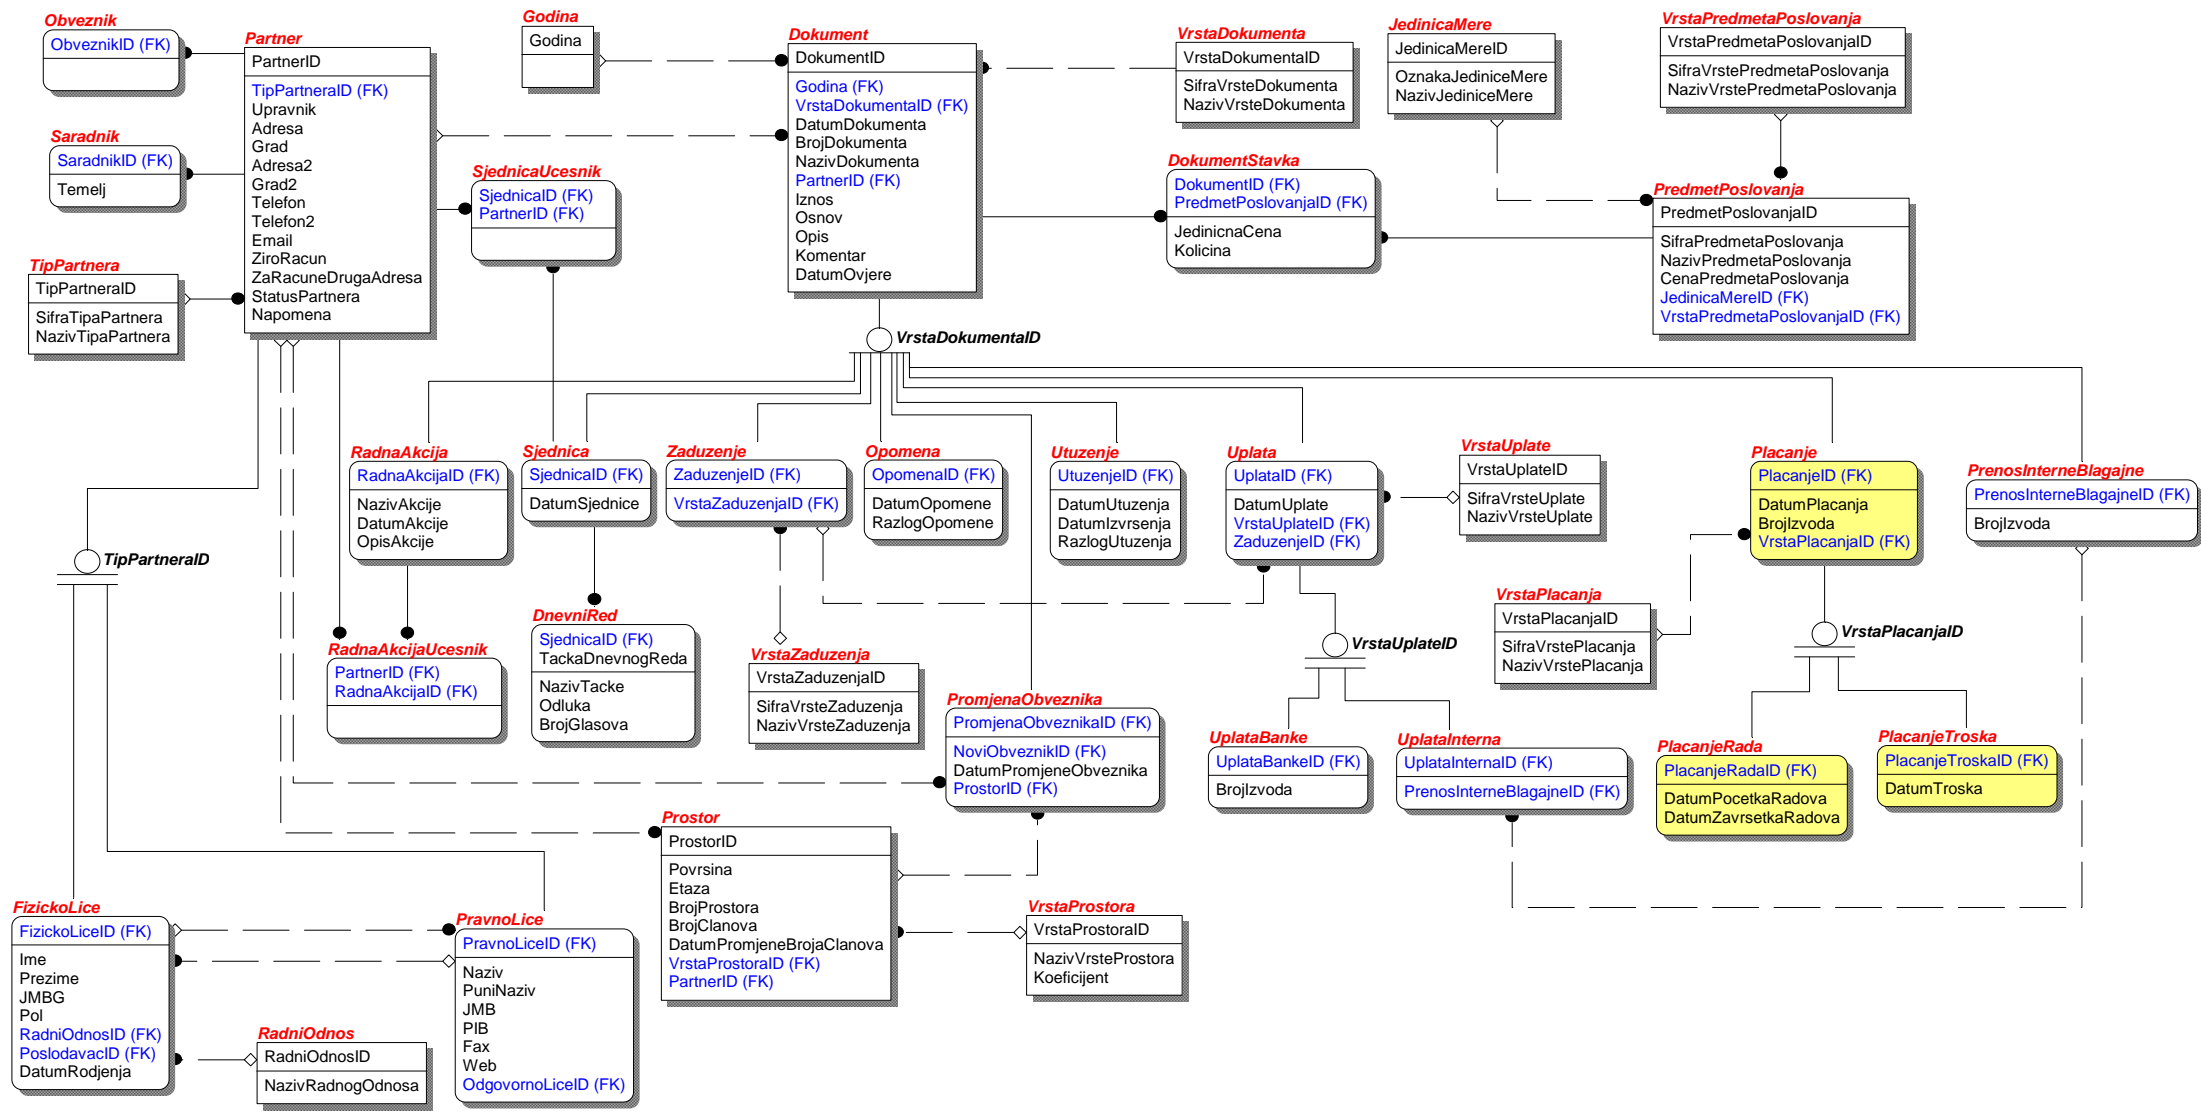 Obveznik
ObveznikID (FK)
Partner
PartnerID
TipPartneraID (FK)
Upravnik
Adresa
Grad
Adresa2
Grad2
Telefon
Telefon2
Email
ZiroRacun
ZaRacuneDrugaAdresa
StatusPartnera
Napomena
Saradnik
SaradnikID (FK)
Temelj
TipPartnera
TipPartneraID
SifraTipaPartnera
NazivTipaPartnera
Godina
Godina
SjednicaUcesnik
SjednicaID (FK)
PartnerID (FK)
Dokument
DokumentID
Godina (FK)
VrstaDokumentaID (FK)
DatumDokumenta
BrojDokumenta
NazivDokumenta
PartnerID (FK)
Iznos
Osnov
Opis
Komentar
DatumOvjere
VrstaDokumenta
VrstaDokumentaID
SifraVrsteDokumenta
NazivVrsteDokumenta
DokumentStavka
DokumentID (FK)
PredmetPoslovanjaID (FK)
JedinicnaCena
Kolicina
JedinicaMere
JedinicaMereID
OznakaJediniceMere
NazivJediniceMere
VrstaPredmetaPoslovanja
VrstaPredmetaPoslovanjaID
SifraVrstePredmetaPoslovanja
NazivVrstePredmetaPoslovanja
PredmetPoslovanja
PredmetPoslovanjaID
SifraPredmetaPoslovanja
NazivPredmetaPoslovanja
CenaPredmetaPoslovanja
JedinicaMereID (FK)
VrstaPredmetaPoslovanjaID (FK)
VrstaDokumentaID
RadnaAkcija
RadnaAkcijaID (FK)
NazivAkcije
DatumAkcije
OpisAkcije
Sjednica
SjednicaID (FK)
DatumSjednice
Zaduzenje
ZaduzenjeID (FK)
VrstaZaduzenjaID (FK)
Opomena
OpomenaID (FK)
DatumOpomene
RazlogOpomene
Utuzenje
UtuzenjeID (FK)
DatumUtuzenja
DatumIzvrsenja
RazlogUtuzenja
Uplata
UplataID (FK)
DatumUplate
VrstaUplateID (FK)
ZaduzenjeID (FK)
VrstaUplate
VrstaUplateID
SifraVrsteUplate
NazivVrsteUplate
Placanje
PlacanjeID (FK)
DatumPlacanja
BrojIzvoda
VrstaPlacanjaID (FK)
PrenosInterneBlagajne
PrenosInterneBlagajneID (FK)
BrojIzvoda
TipPartneraID
RadnaAkcijaUcesnik
PartnerID (FK)
RadnaAkcijaID (FK)
DnevniRed
SjednicaID (FK)
TackaDnevnogReda
NazivTacke
Odluka
BrojGlasova
VrstaZaduzenja
VrstaZaduzenjaID
SifraVrsteZaduzenja
NazivVrsteZaduzenja
VrstaUplateID
VrstaPlacanja
VrstaPlacanjaID
SifraVrstePlacanja
NazivVrstePlacanja
VrstaPlacanjaID
PromjenaObveznika
PromjenaObveznikaID (FK)
NoviObveznikID (FK)
DatumPromjeneObveznika
ProstorID (FK)
UplataBanke
UplataBankeID (FK)
BrojIzvoda
UplataInterna
UplataInternaID (FK)
PrenosInterneBlagajneID (FK)
PlacanjeRada
PlacanjeRadaID (FK)
DatumPocetkaRadova
DatumZavrsetkaRadova
PlacanjeTroska
PlacanjeTroskaID (FK)
DatumTroska
Prostor
ProstorID
Povrsina
Etaza
BrojProstora
BrojClanova
DatumPromjeneBrojaClanova
VrstaProstoraID (FK)
PartnerID (FK)
VrstaProstora
VrstaProstoraID
NazivVrsteProstora
Koeficijent
FizickoLice
FizickoLiceID (FK)
Ime
Prezime
JMBG
Pol
RadniOdnosID (FK)
PoslodavacID (FK)
DatumRodjenja
PravnoLice
PravnoLiceID (FK)
Naziv
PuniNaziv
JMB
PIB
Fax
Web
OdgovornoLiceID (FK)
RadniOdnos
RadniOdnosID
NazivRadnogOdnosa